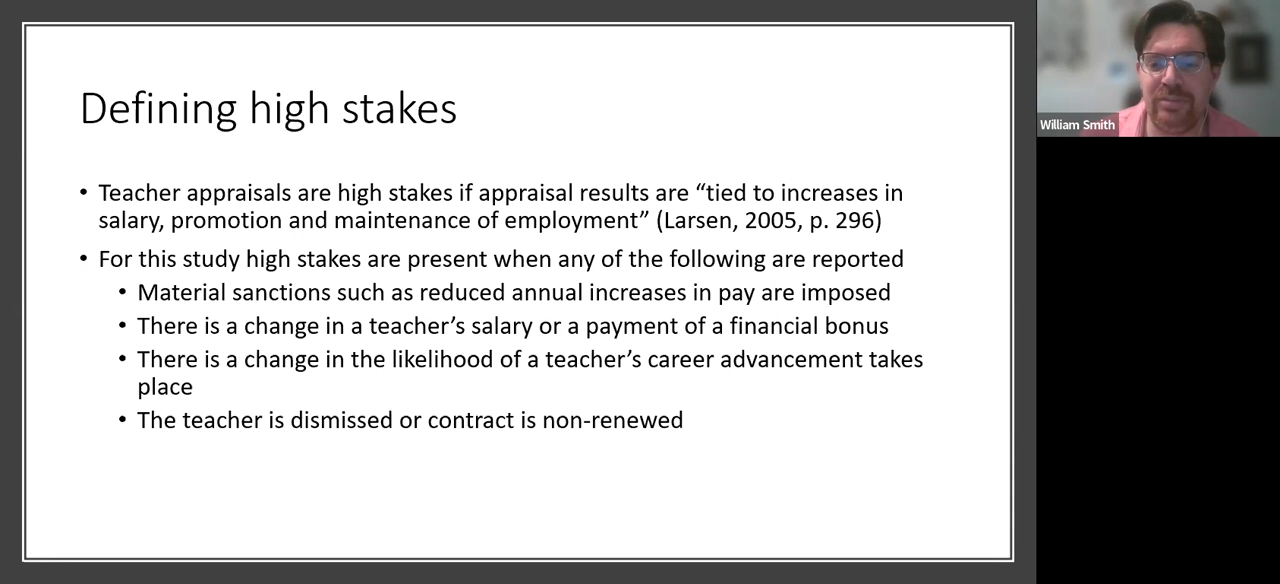 Defining high stakes
• Teacher appraisals are high stakes if appraisal results are “tied to increases in
salary, promotion and maintenance of employment” (Larsen, 2005, p. 296)
• For this study high stakes are present when any of the following are reported
• Material sanctions such as reduced annual increases in pay are imposed
• There is a change in a teacher’s salary or a payment of a financial bonus
• There is a change in the likelihood of a teacher’s career advancement takes
place
• The teacher is dismissed or contract is non-renewed
William Smith